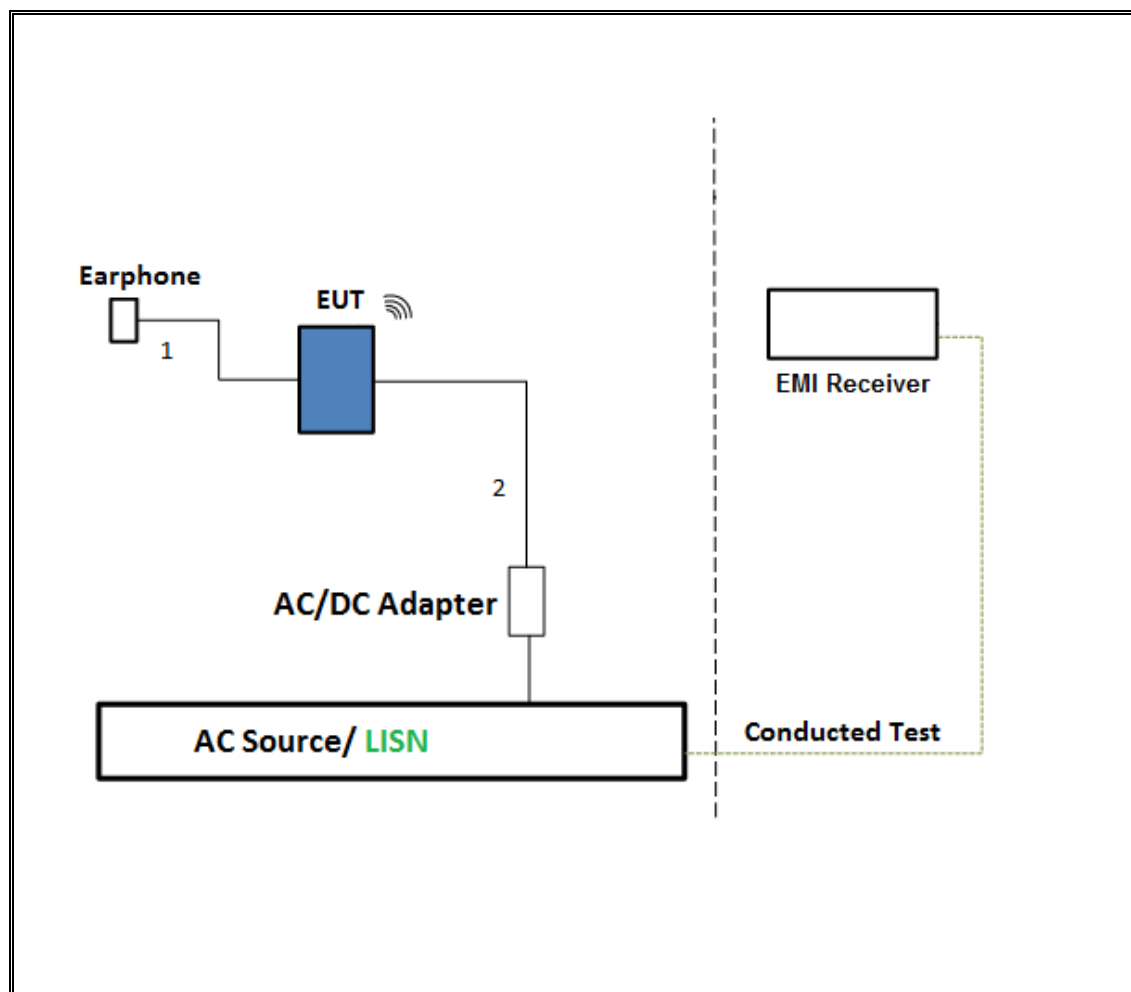 Earphone
EUT
1
EMI Receiver
2
AC/DC Adapter
AC Source/ LISN
Conducted Test